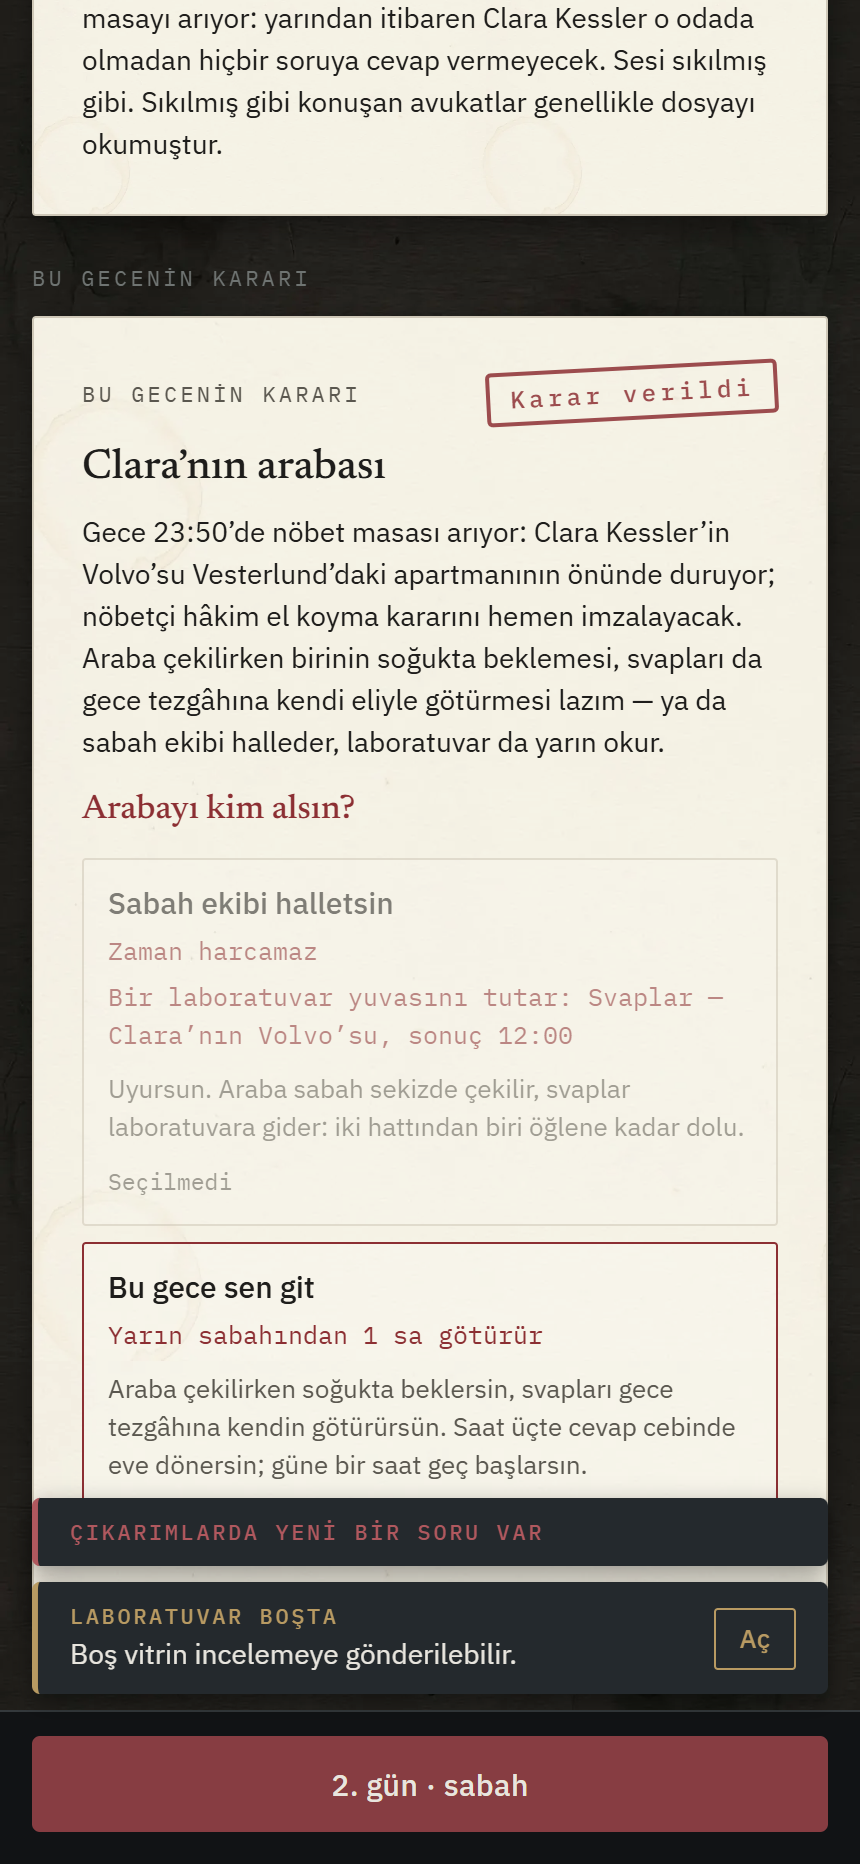 masayı arıyor: yarından itibaren Clara Kessler o odada
olmadan hiçbir soruya cevap vermeyecek. Sesi sıkılmış
gibi. Sıkılmış gibi konuşan avukatlar genellikle dosyayı
okumuştur.
BU GECENİN KARARI
BU GECENİN KARARI
Karar verildi
Clara’nın arabası
Gece 23:50’de nöbet masası arıyor: Clara Kessler’in
Volvo’su Vesterlund’daki apartmanının önünde duruyor;
nöbetçi hâkim el koyma kararını hemen imzalayacak.
Araba çekilirken birinin soğukta beklemesi, svapları da
gece tezgâhına kendi eliyle götürmesi lazım — ya da
sabah ekibi halleder, laboratuvar da yarın okur.
Arabayı kim alsın?
Sabah ekibi halletsin
Zaman harcamaz
Bir laboratuvar yuvasını tutar: Svaplar —
Clara’nın Volvo’su, sonuç 12:00
Uyursun. Araba sabah sekizde çekilir, svaplar
laboratuvara gider: iki hattından biri öğlene kadar dolu.
Seçilmedi
Bu gece sen git
Yarın sabahından 1 sa götürür
Araba çekilirken soğukta beklersin, svapları gece
tezgâhına kendin götürürsün. Saat üçte cevap cebinde
eve dönersin; güne bir saat geç başlarsın.
ÇIKARIMLARDA YENİ BİR SORU VAR
LABORATUVAR BOŞTA
Boş vitrin incelemeye gönderilebilir.
Aç
2. gün · sabah